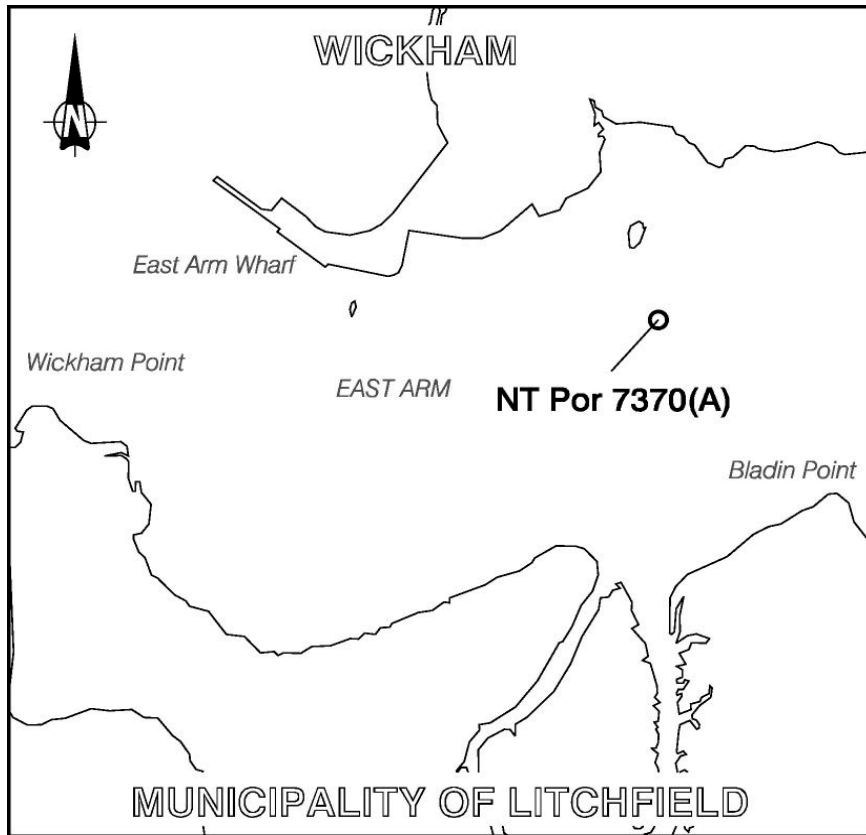 WICKHAM
N
East Arm Wharf
Wickham Point
EAST ARM
NT Por 7370(A)
Bladin Point
MUNICIPALITY OF LITCHFIELD